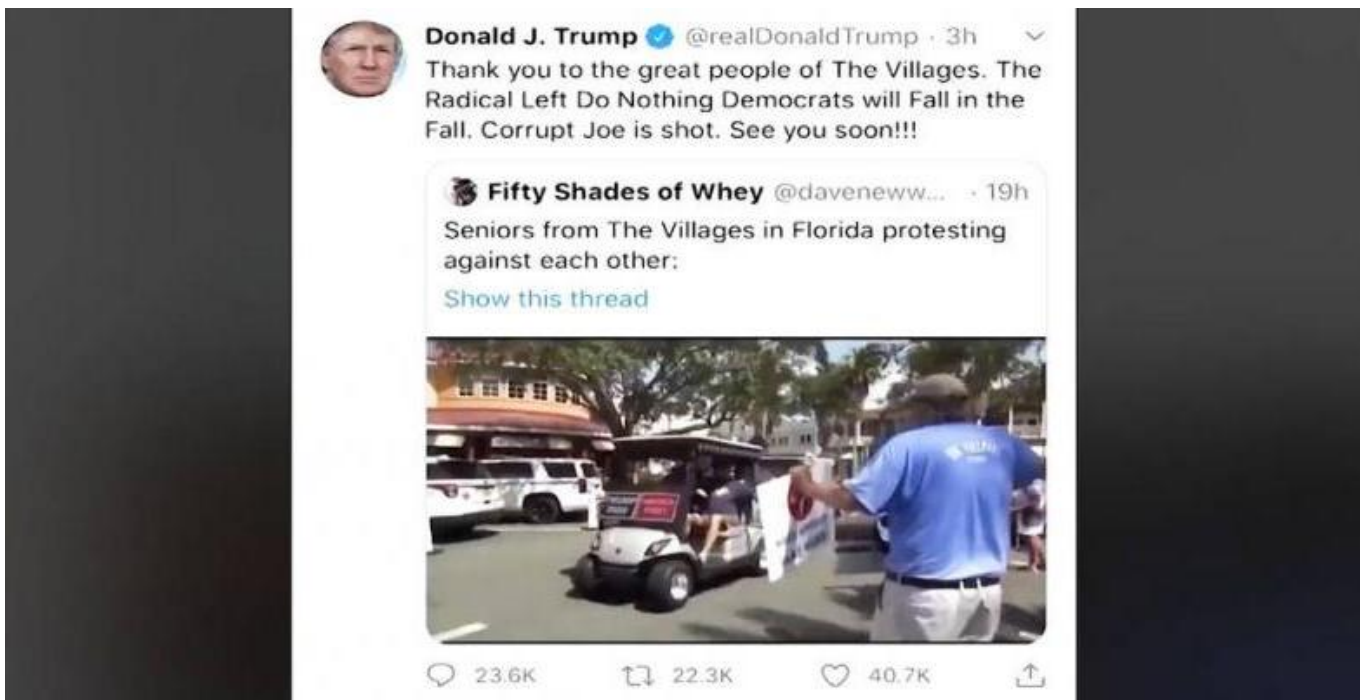 Donald J. Trump @realDonaldTrump · 3h
Thank you to the great people of The Villages. The
Radical Left Do Nothing Democrats will Fall in the
Fall. Corrupt Joe is shot. See you soon!!!
Fifty Shades of Whey @daveneww... · 19h
Seniors from The Villages in Florida protesting
against each other:
Show this thread
23.6K 22.3K 40.7K